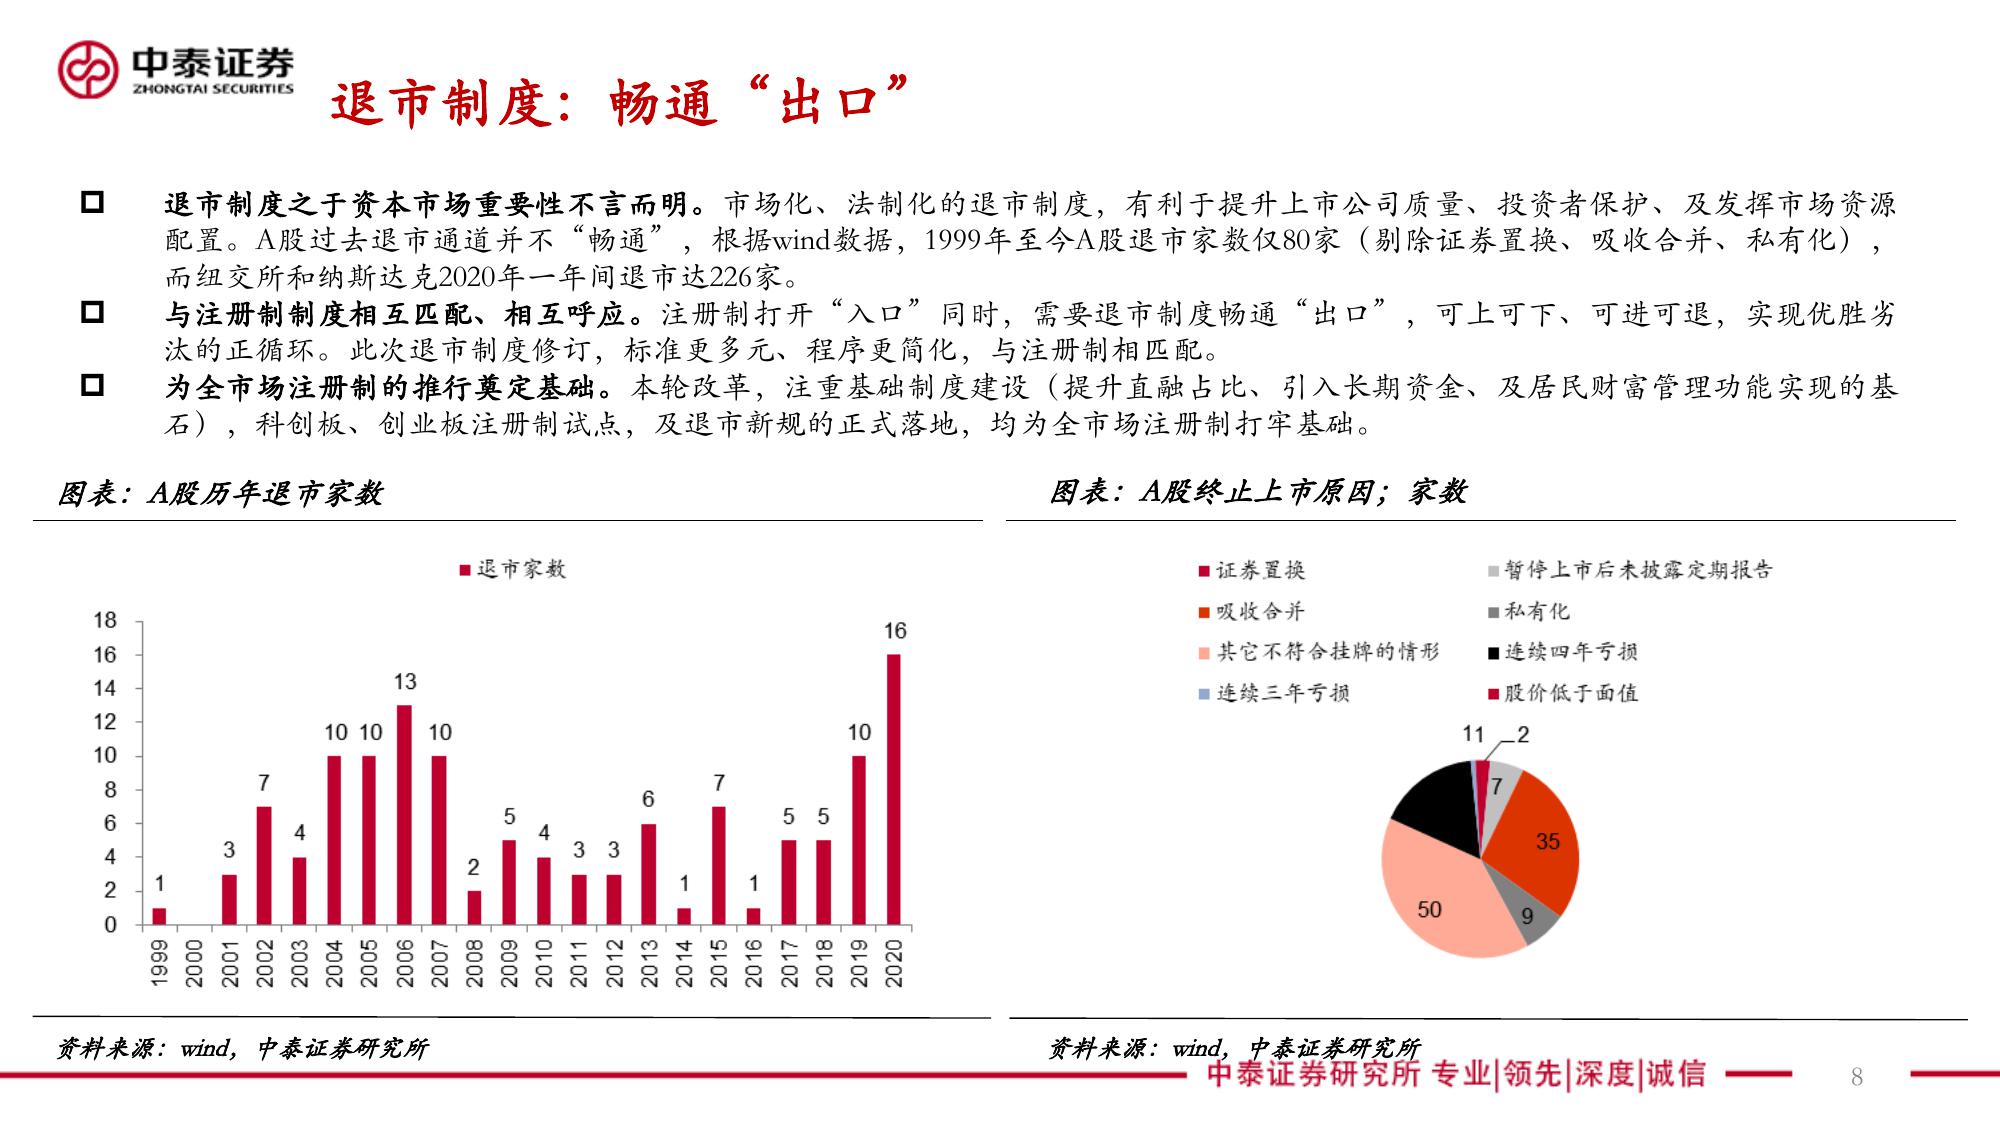 中泰证券
ZHONGTAI SECURITIES
退市制度：畅通“出口”
退市制度之于资本市场重要性不言而明。市场化、法制化的退市制度，有利于提升上市公司质量、投资者保护、及发挥市场资源
配置。A股过去退市通道并不“畅通”，根据wind数据，1999年至今A股退市家数仅80家（剔除证券置换、吸收合并、私有化），
而纽交所和纳斯达克2020年一年间退市达226家。
与注册制制度相互匹配、相互呼应。注册制打开“入口”同时，需要退市制度畅通“出口”，可上可下、可进可退，实现优胜劣
汰的正循环。此次退市制度修订，标准更多元、程序更简化，与注册制相匹配。
为全市场注册制的推行奠定基础。本轮改革，注重基础制度建设（提升直融占比、引入长期资金、及居民财富管理功能实现的基
石），科创板、创业板注册制试点，及退市新规的正式落地，均为全市场注册制打牢基础。
图表：A股历年退市家数
退市家数
18
16
14
12
10
8
6
4
2
0
1 3 7 4 10 10 13 10 2 5 4 3 3 6 1 7 1 5 5 10 16
1999 2000 2001 2002 2003 2004 2005 2006 2007 2008 2009 2010 2011 2012 2013 2014 2015 2016 2017 2018 2019 2020
资料来源：wind，中泰证券研究所
图表：A股终止上市原因；家数
证券置换 暂停上市后未披露定期报告
吸收合并 私有化
其它不符合挂牌的情形 连续四年亏损
连续三年亏损 股价低于面值
11 2
7
35
50 9
资料来源：wind，中泰证券研究所
中泰证券研究所 专业|领先|深度|诚信
8